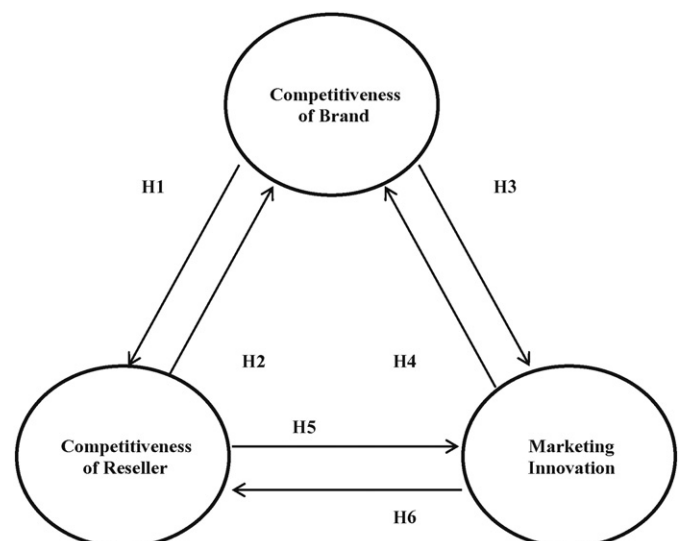 Competitiveness
of Brand
H1
H3
H2
H4
H5
Competitiveness
of Reseller
Marketing
Innovation
H6